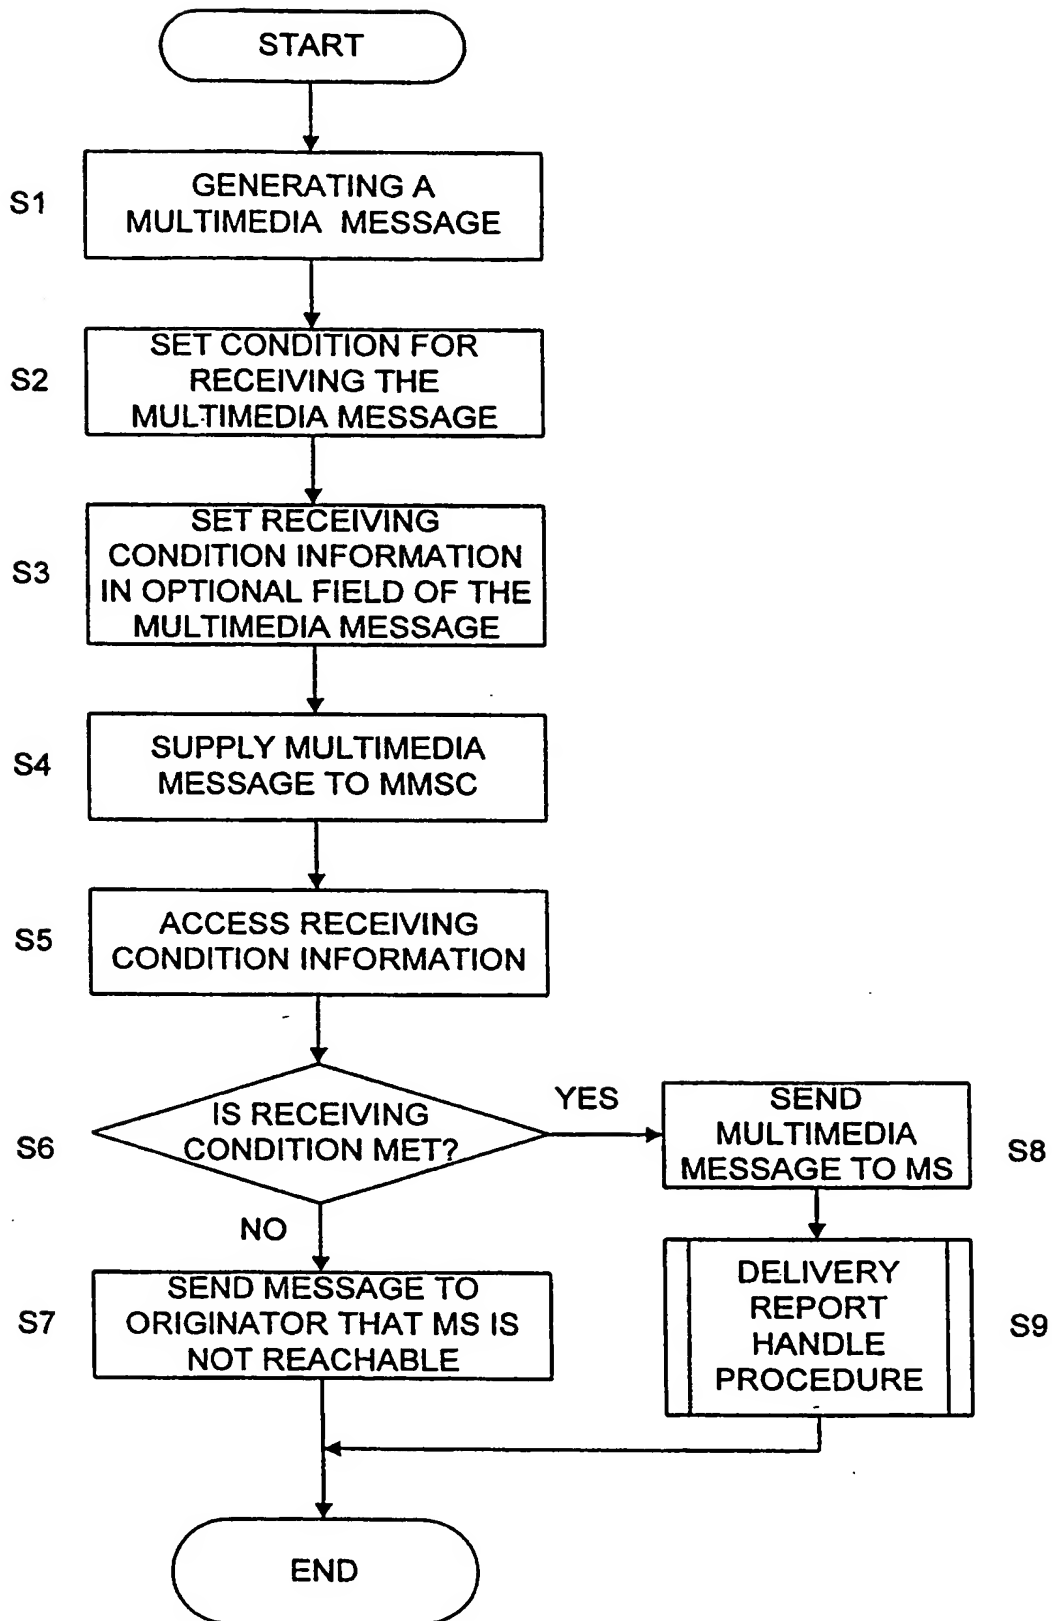 START
S1
GENERATING A
MULTIMEDIA MESSAGE
S2
SET CONDITION FOR
RECEIVING THE
MULTIMEDIA MESSAGE
S3
SET RECEIVING
CONDITION INFORMATION
IN OPTIONAL FIELD OF THE
MULTIMEDIA MESSAGE
S4
SUPPLY MULTIMEDIA
MESSAGE TO MMSC
S5
ACCESS RECEIVING
CONDITION INFORMATION
S6
IS RECEIVING
CONDITION MET?
YES
SEND
MULTIMEDIA
MESSAGE TO MS
S8
NO
S7
SEND MESSAGE TO
ORIGINATOR THAT MS IS
NOT REACHABLE
DELIVERY
REPORT
HANDLE
PROCEDURE
S9
END